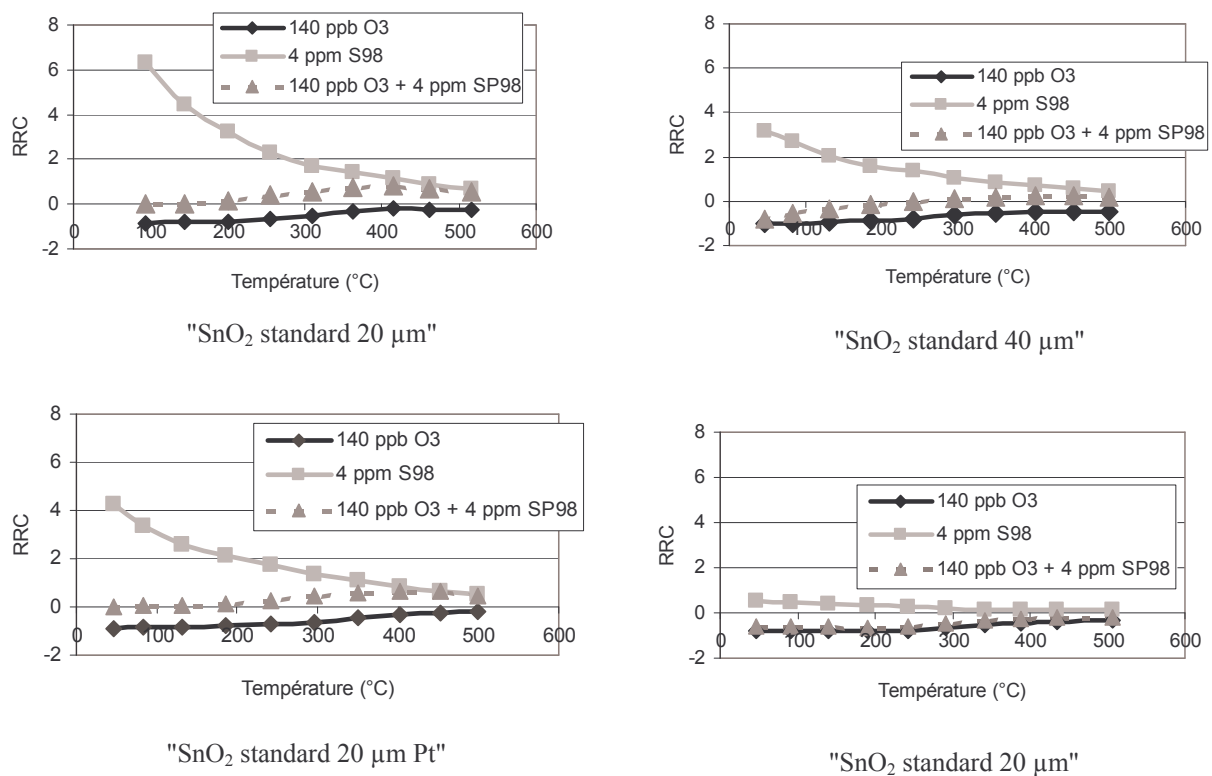 8
6
4
2
0
-2
RRC
0 100 200 300 400 500 600
Température (°C)
140 ppb O3
4 ppm S98
140 ppb O3 + 4 ppm SP98
"SnO₂ standard 20 µm"
8
6
4
2
0
-2
RRC
0 100 200 300 400 500 600
Température (°C)
140 ppb O3
4 ppm S98
140 ppb O3 + 4 ppm SP98
"SnO₂ standard 40 µm"
8
6
4
2
0
-2
RRC
0 100 200 300 400 500 600
Température (°C)
140 ppb O3
4 ppm S98
140 ppb O3 + 4 ppm SP98
"SnO₂ standard 20 µm Pt"
8
6
4
2
0
-2
RRC
0 100 200 300 400 500 600
Température (°C)
140 ppb O3
4 ppm S98
140 ppb O3 + 4 ppm SP98
"SnO₂ standard 20 µm"